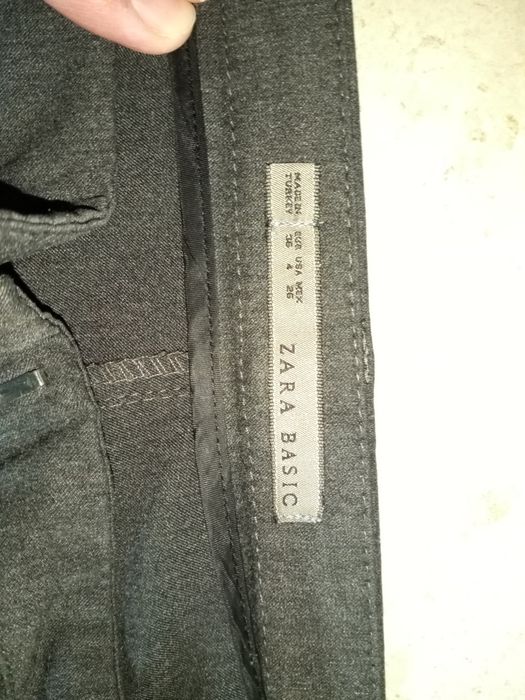 MADE IN
TURKEY
EUR USA MEX
36 4 26
ZARA BASIC